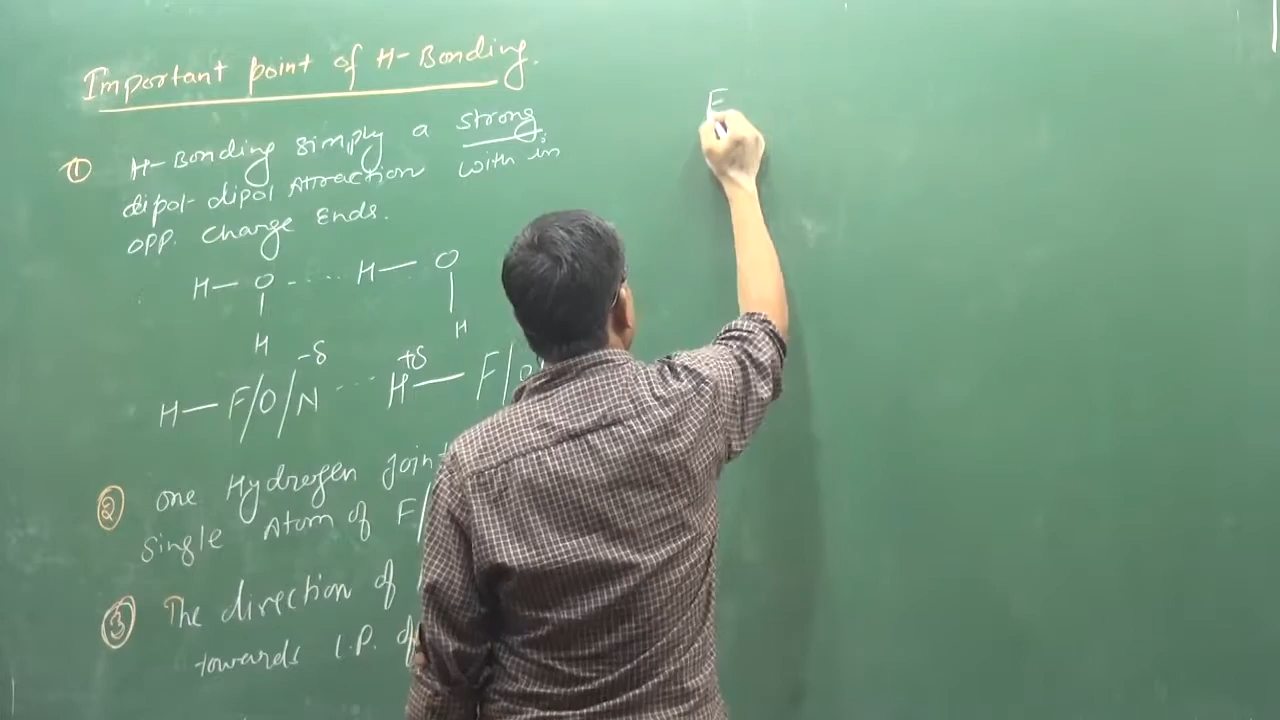 Important point of H-Bonding.
① H-Bonding simply a strong
dipol-dipol Attraction with in
opp. charge Ends.
H—O-----H—O
H H
-δ +δ
H—F/O/N-----H—F/O
② one Hydrogen joint
single Atom of F/
③ The direction of
towards L.P. of
F